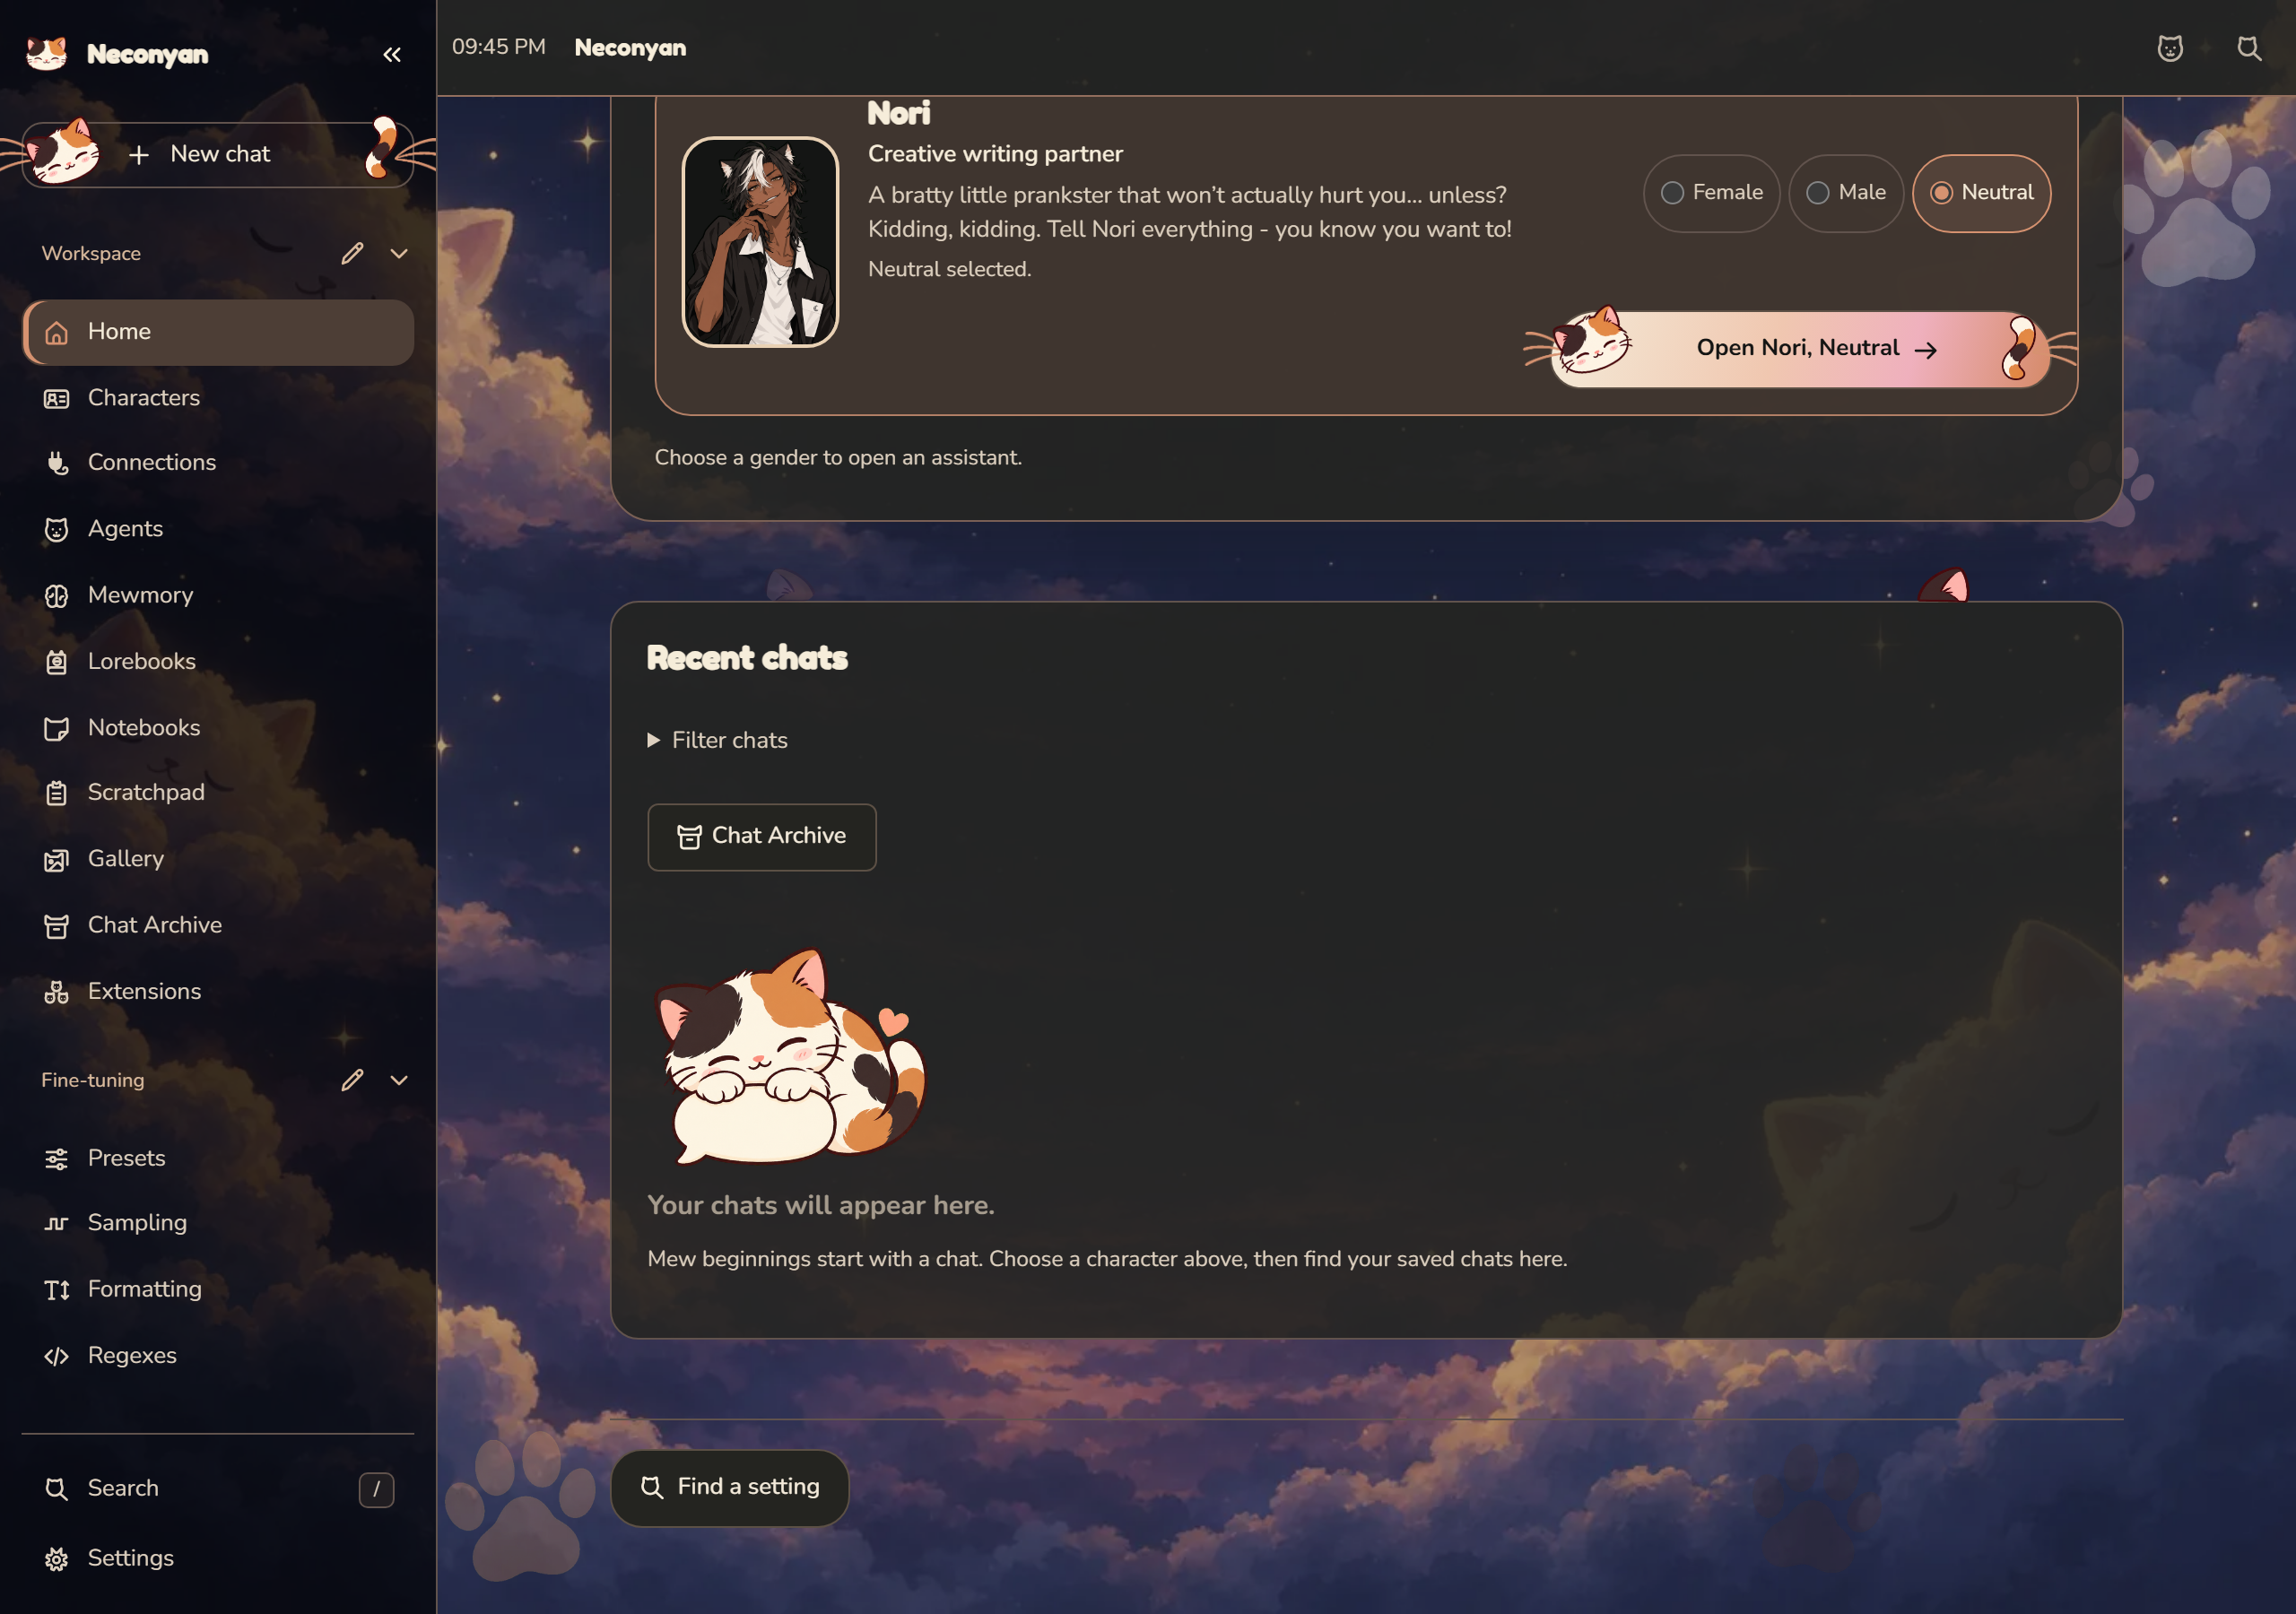 Neconyan
New chat
Workspace
Home
Characters
Connections
Agents
Mewmory
Lorebooks
Notebooks
Scratchpad
Gallery
Chat Archive
Extensions
Fine-tuning
Presets
Sampling
Formatting
Regexes
Search /
Settings
09:45 PM Neconyan
Nori
Creative writing partner
A bratty little prankster that won’t actually hurt you... unless?
Kidding, kidding. Tell Nori everything - you know you want to!
Neutral selected.
Female Male Neutral
Open Nori, Neutral →
Choose a gender to open an assistant.
Recent chats
Filter chats
Chat Archive
Your chats will appear here.
Mew beginnings start with a chat. Choose a character above, then find your saved chats here.
Find a setting